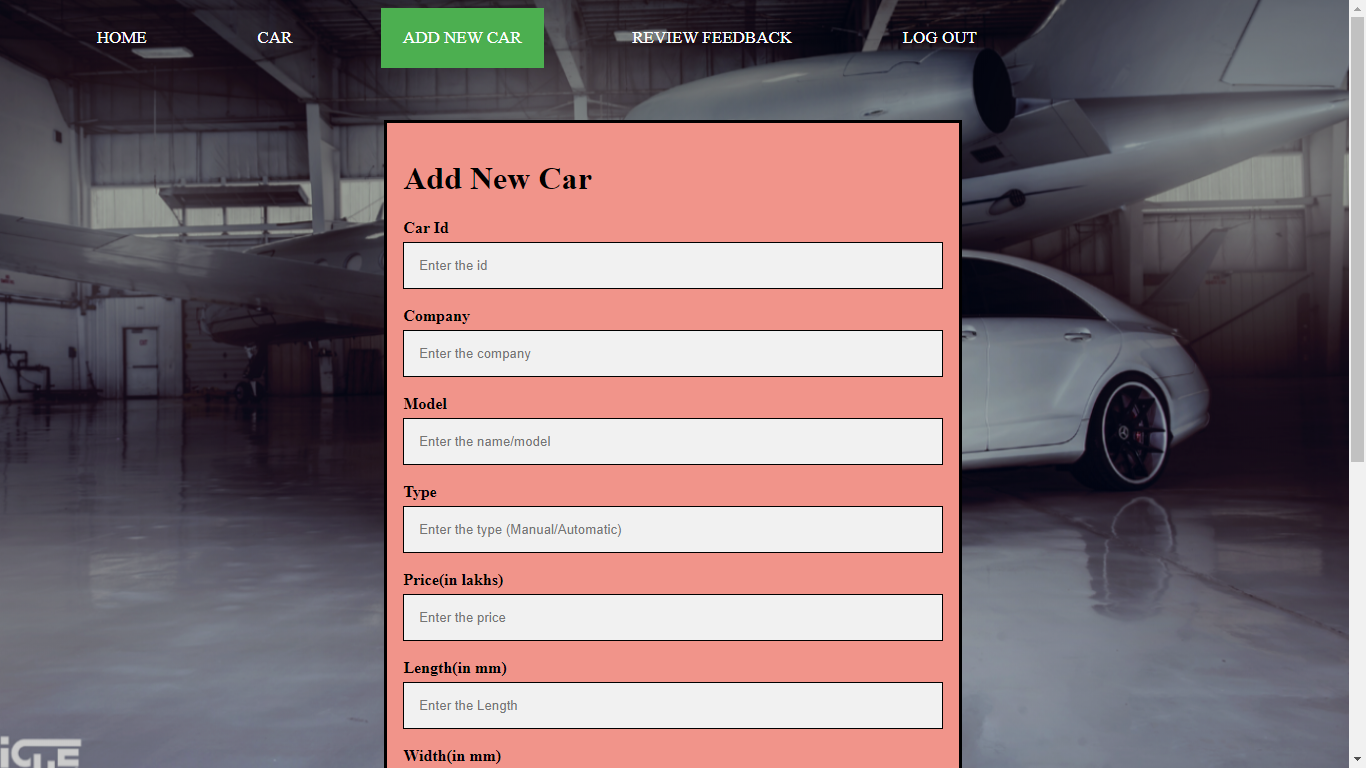 HOME CAR ADD NEW CAR REVIEW FEEDBACK LOG OUT
Add New Car
Car Id
Enter the id
Company
Enter the company
Model
Enter the name/model
Type
Enter the type (Manual/Automatic)
Price(in lakhs)
Enter the price
Length(in mm)
Enter the Length
Width(in mm)